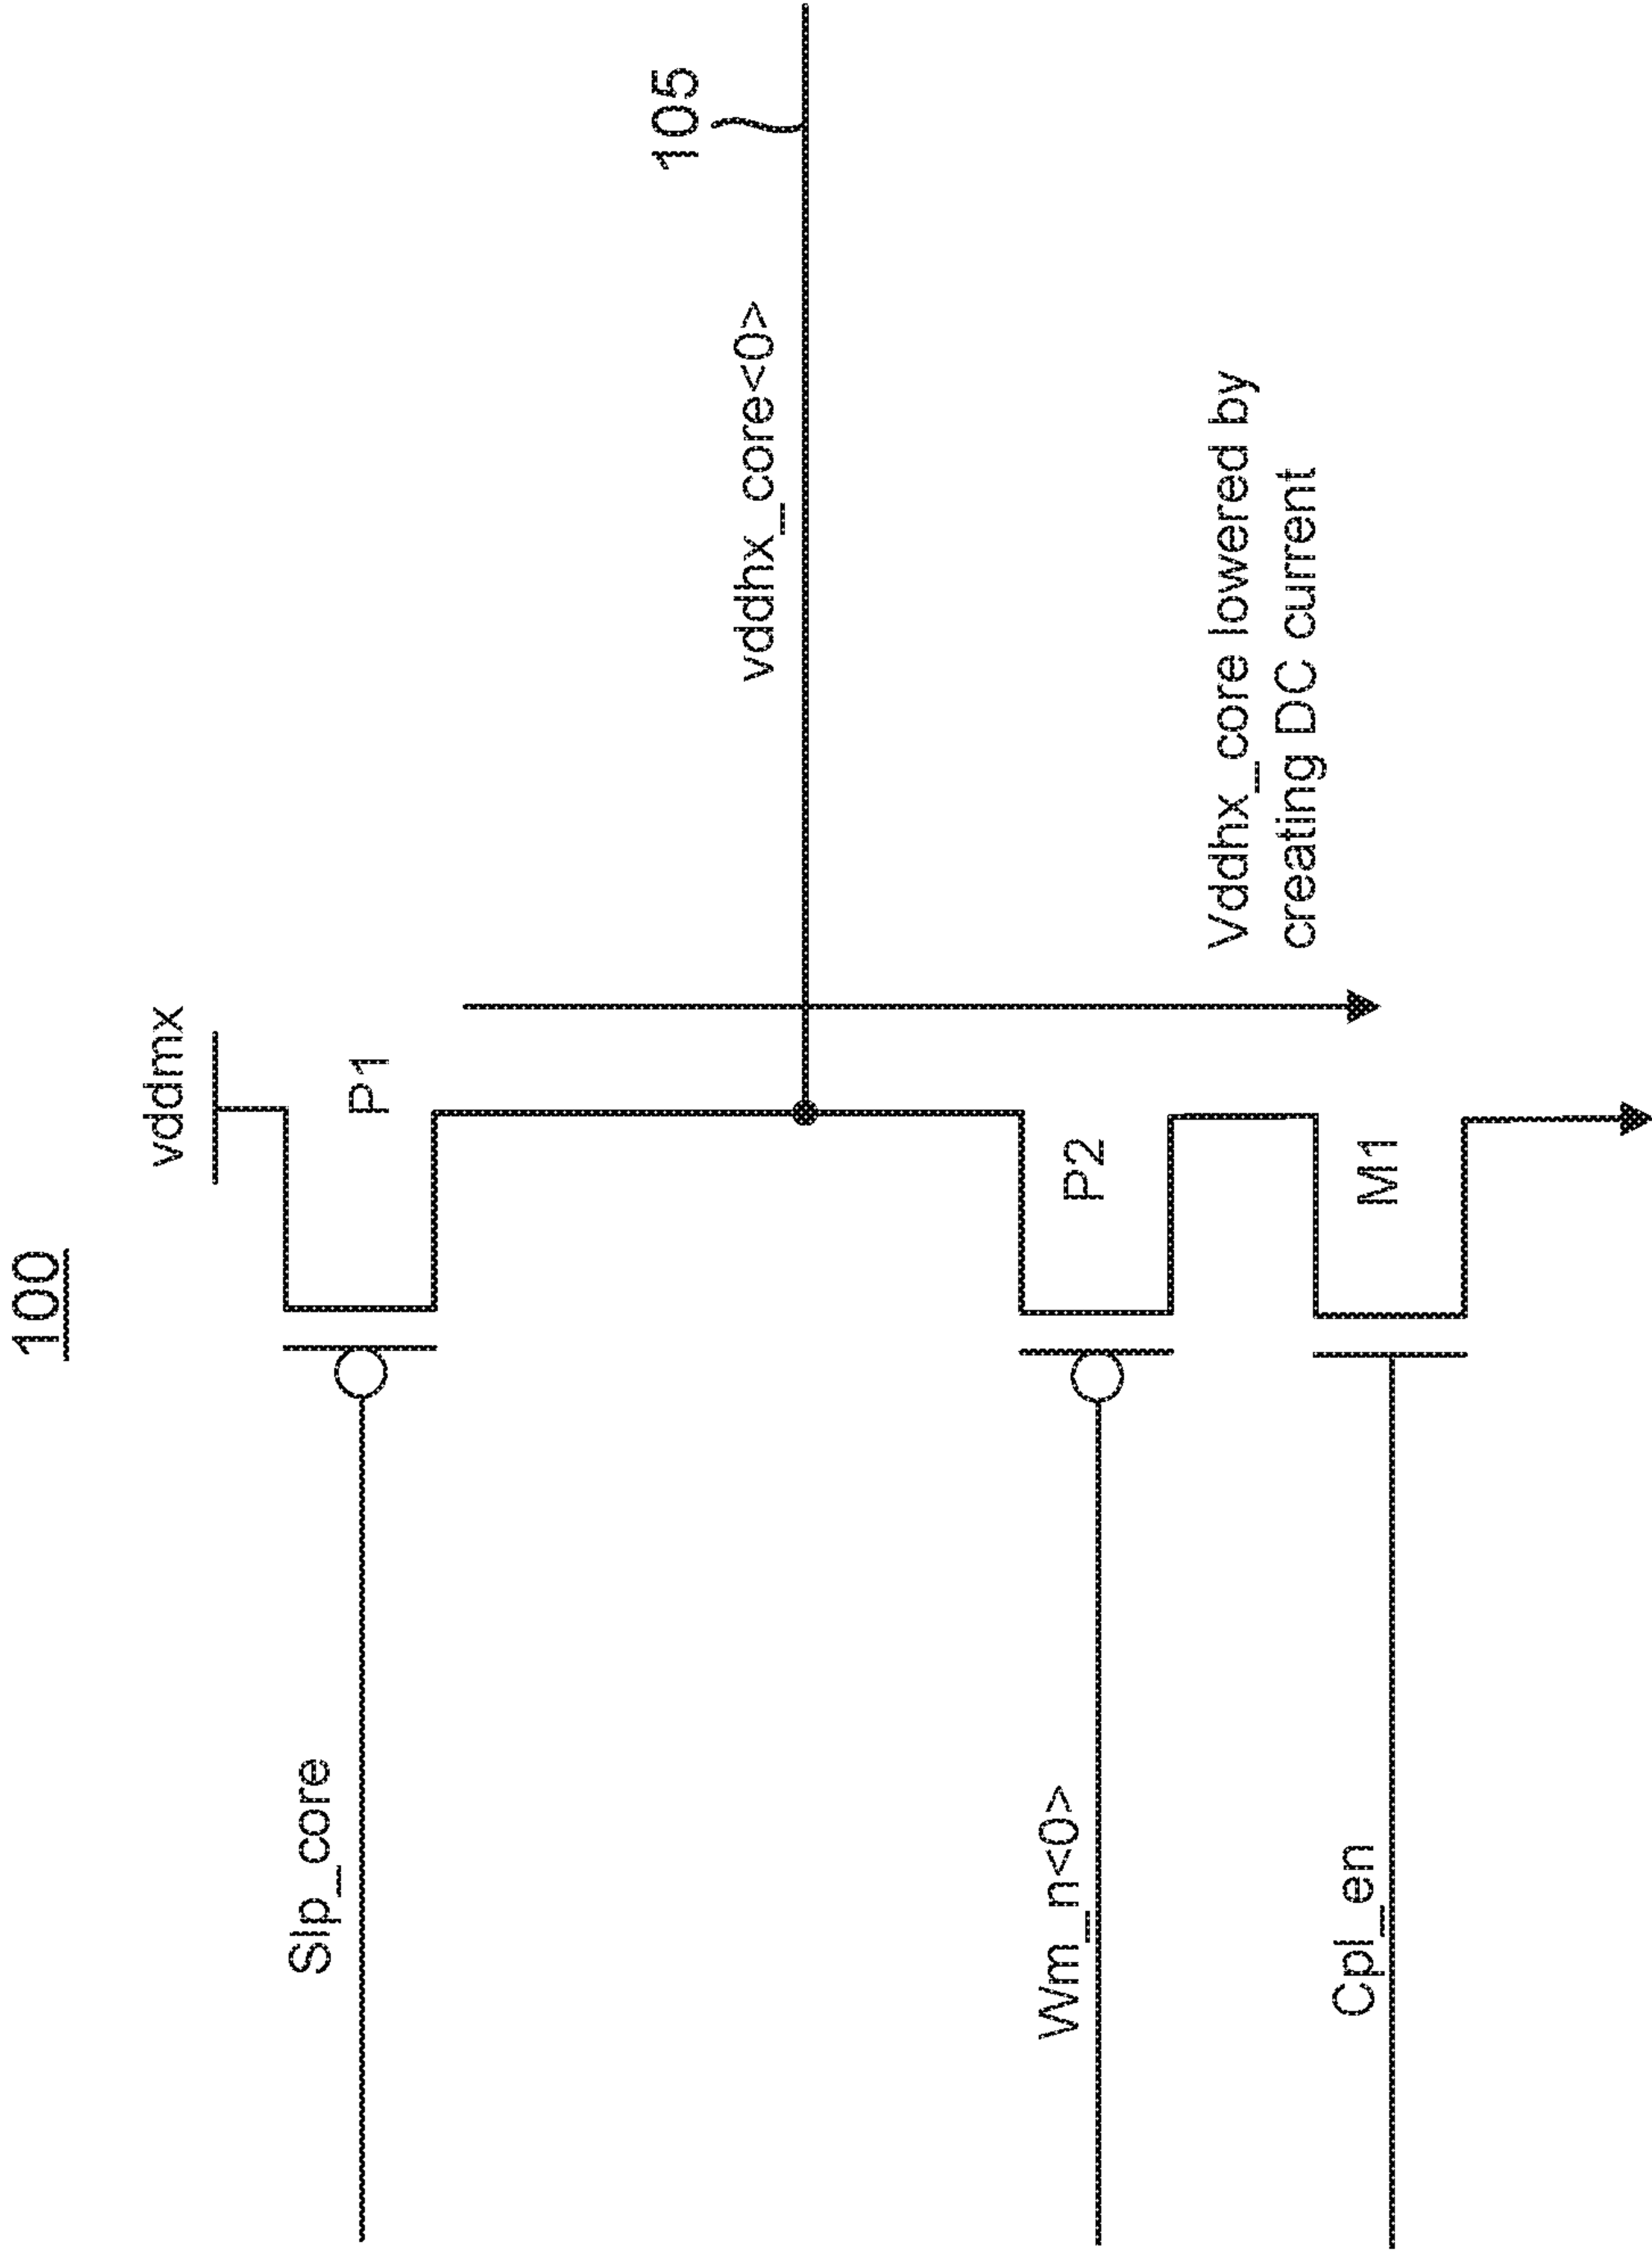 100
vddmx
P1
Slp_core
105
vddhx_core<0>
P2
Wm_n<0>
M1
Cpl_en
Vddhx_core lowered by
creating DC current